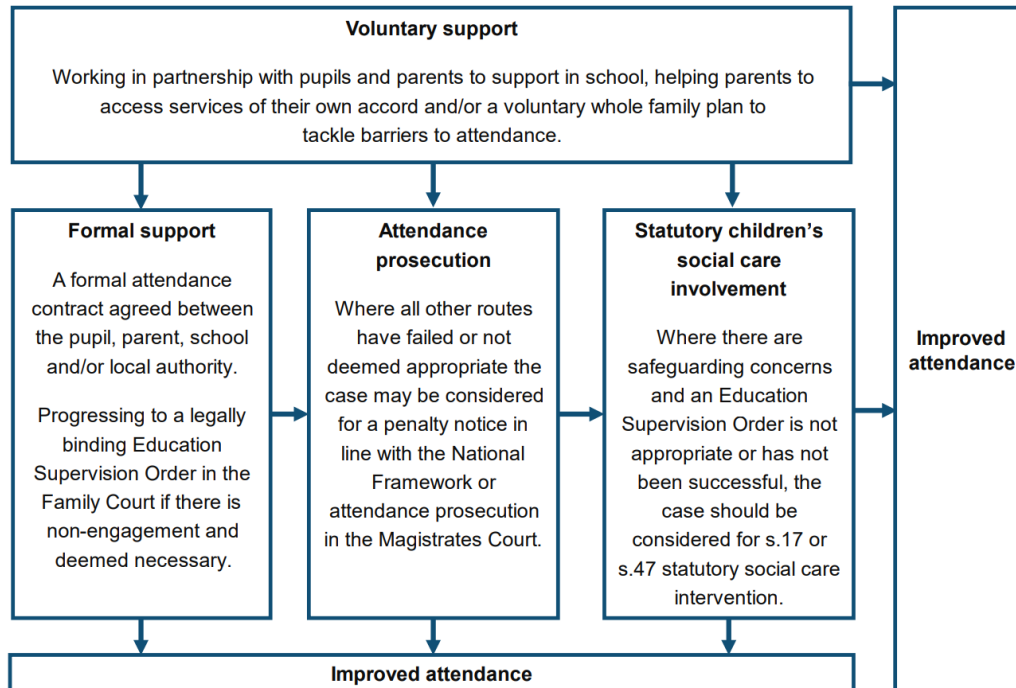 Voluntary support
Working in partnership with pupils and parents to support in school, helping parents to
access services of their own accord and/or a voluntary whole family plan to
tackle barriers to attendance.
Formal support
A formal attendance
contract agreed between
the pupil, parent, school
and/or local authority.
Progressing to a legally
binding Education
Supervision Order in the
Family Court if there is
non-engagement and
deemed necessary.
Attendance
prosecution
Where all other routes
have failed or not
deemed appropriate the
case may be considered
for a penalty notice in
line with the National
Framework or
attendance prosecution
in the Magistrates Court.
Statutory children's
social care
involvement
Where there are
safeguarding concerns
and an Education
Supervision Order is not
appropriate or has not
been successful, the
case should be
considered for s.17 or
s.47 statutory social care
intervention.
Improved
attendance
Improved attendance